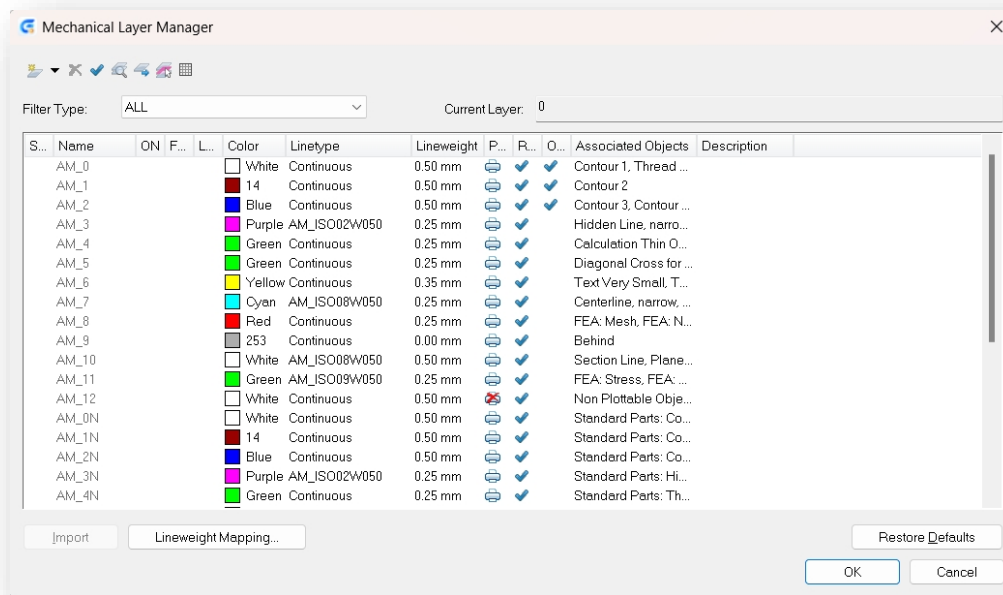 Mechanical Layer Manager
Filter Type: ALL Current Layer: 0
S... Name ON F... L... Color Linetype Lineweight P... R... O... Associated Objects Description
AM_0 White Continuous 0.50 mm Contour 1, Thread ...
AM_1 14 Continuous 0.50 mm Contour 2
AM_2 Blue Continuous 0.50 mm Contour 3, Contour ...
AM_3 Purple AM_ISO02W050 0.25 mm Hidden Line, narro...
AM_4 Green Continuous 0.25 mm Calculation Thin O...
AM_5 Green Continuous 0.25 mm Diagonal Cross for ...
AM_6 Yellow Continuous 0.35 mm Text Very Small, T...
AM_7 Cyan AM_ISO08W050 0.25 mm Centerline, narrow, ...
AM_8 Red Continuous 0.25 mm FEA: Mesh, FEA: N...
AM_9 253 Continuous 0.00 mm Behind
AM_10 White AM_ISO08W050 0.50 mm Section Line, Plane...
AM_11 Green AM_ISO09W050 0.25 mm FEA: Stress, FEA: ...
AM_12 White Continuous 0.50 mm Non Plottable Obje...
AM_0N White Continuous 0.50 mm Standard Parts: Co...
AM_1N 14 Continuous 0.50 mm Standard Parts: Co...
AM_2N Blue Continuous 0.50 mm Standard Parts: Co...
AM_3N Purple AM_ISO02W050 0.25 mm Standard Parts: Hi...
AM_4N Green Continuous 0.25 mm Standard Parts: Th...
Import Lineweight Mapping... Restore Defaults
OK Cancel